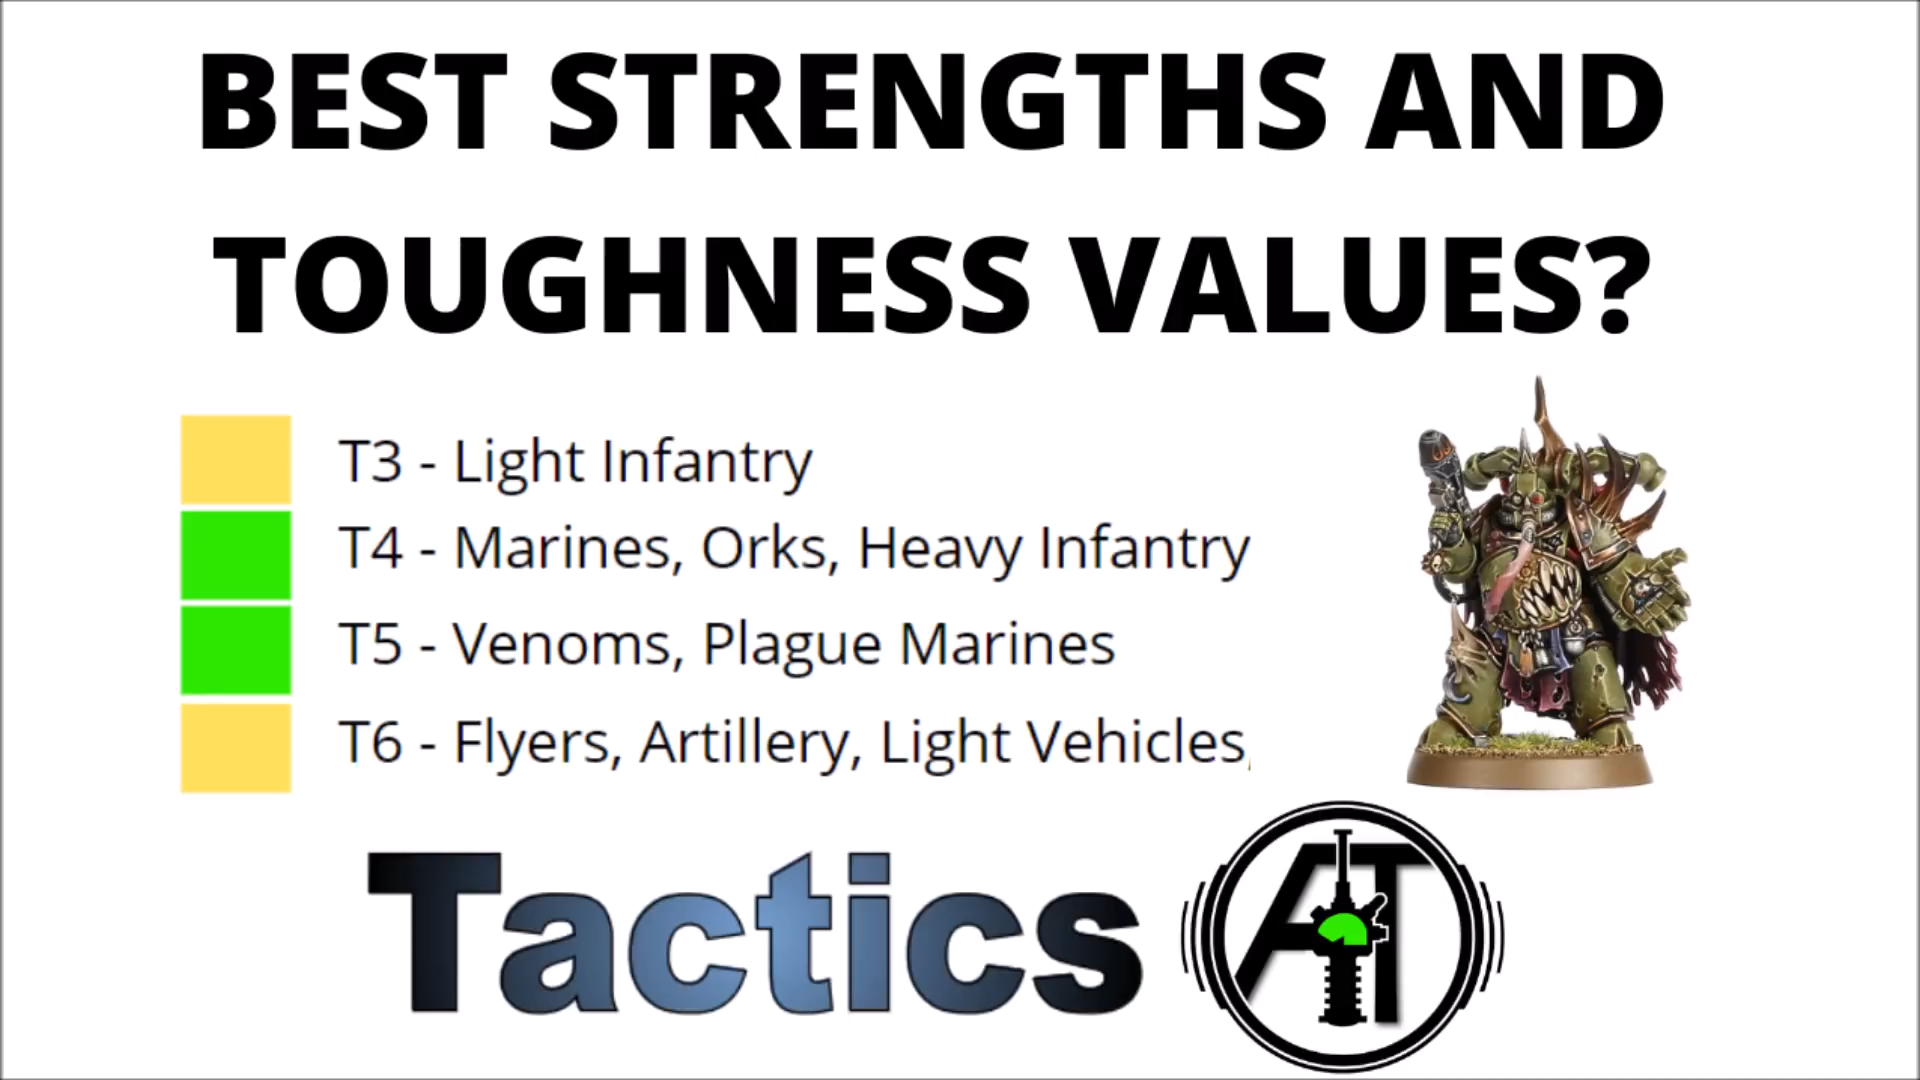 BEST STRENGTHS AND
TOUGHNESS VALUES?
T3 - Light Infantry
T4 - Marines, Orks, Heavy Infantry
T5 - Venoms, Plague Marines
T6 - Flyers, Artillery, Light Vehicles,
Tactics
AT